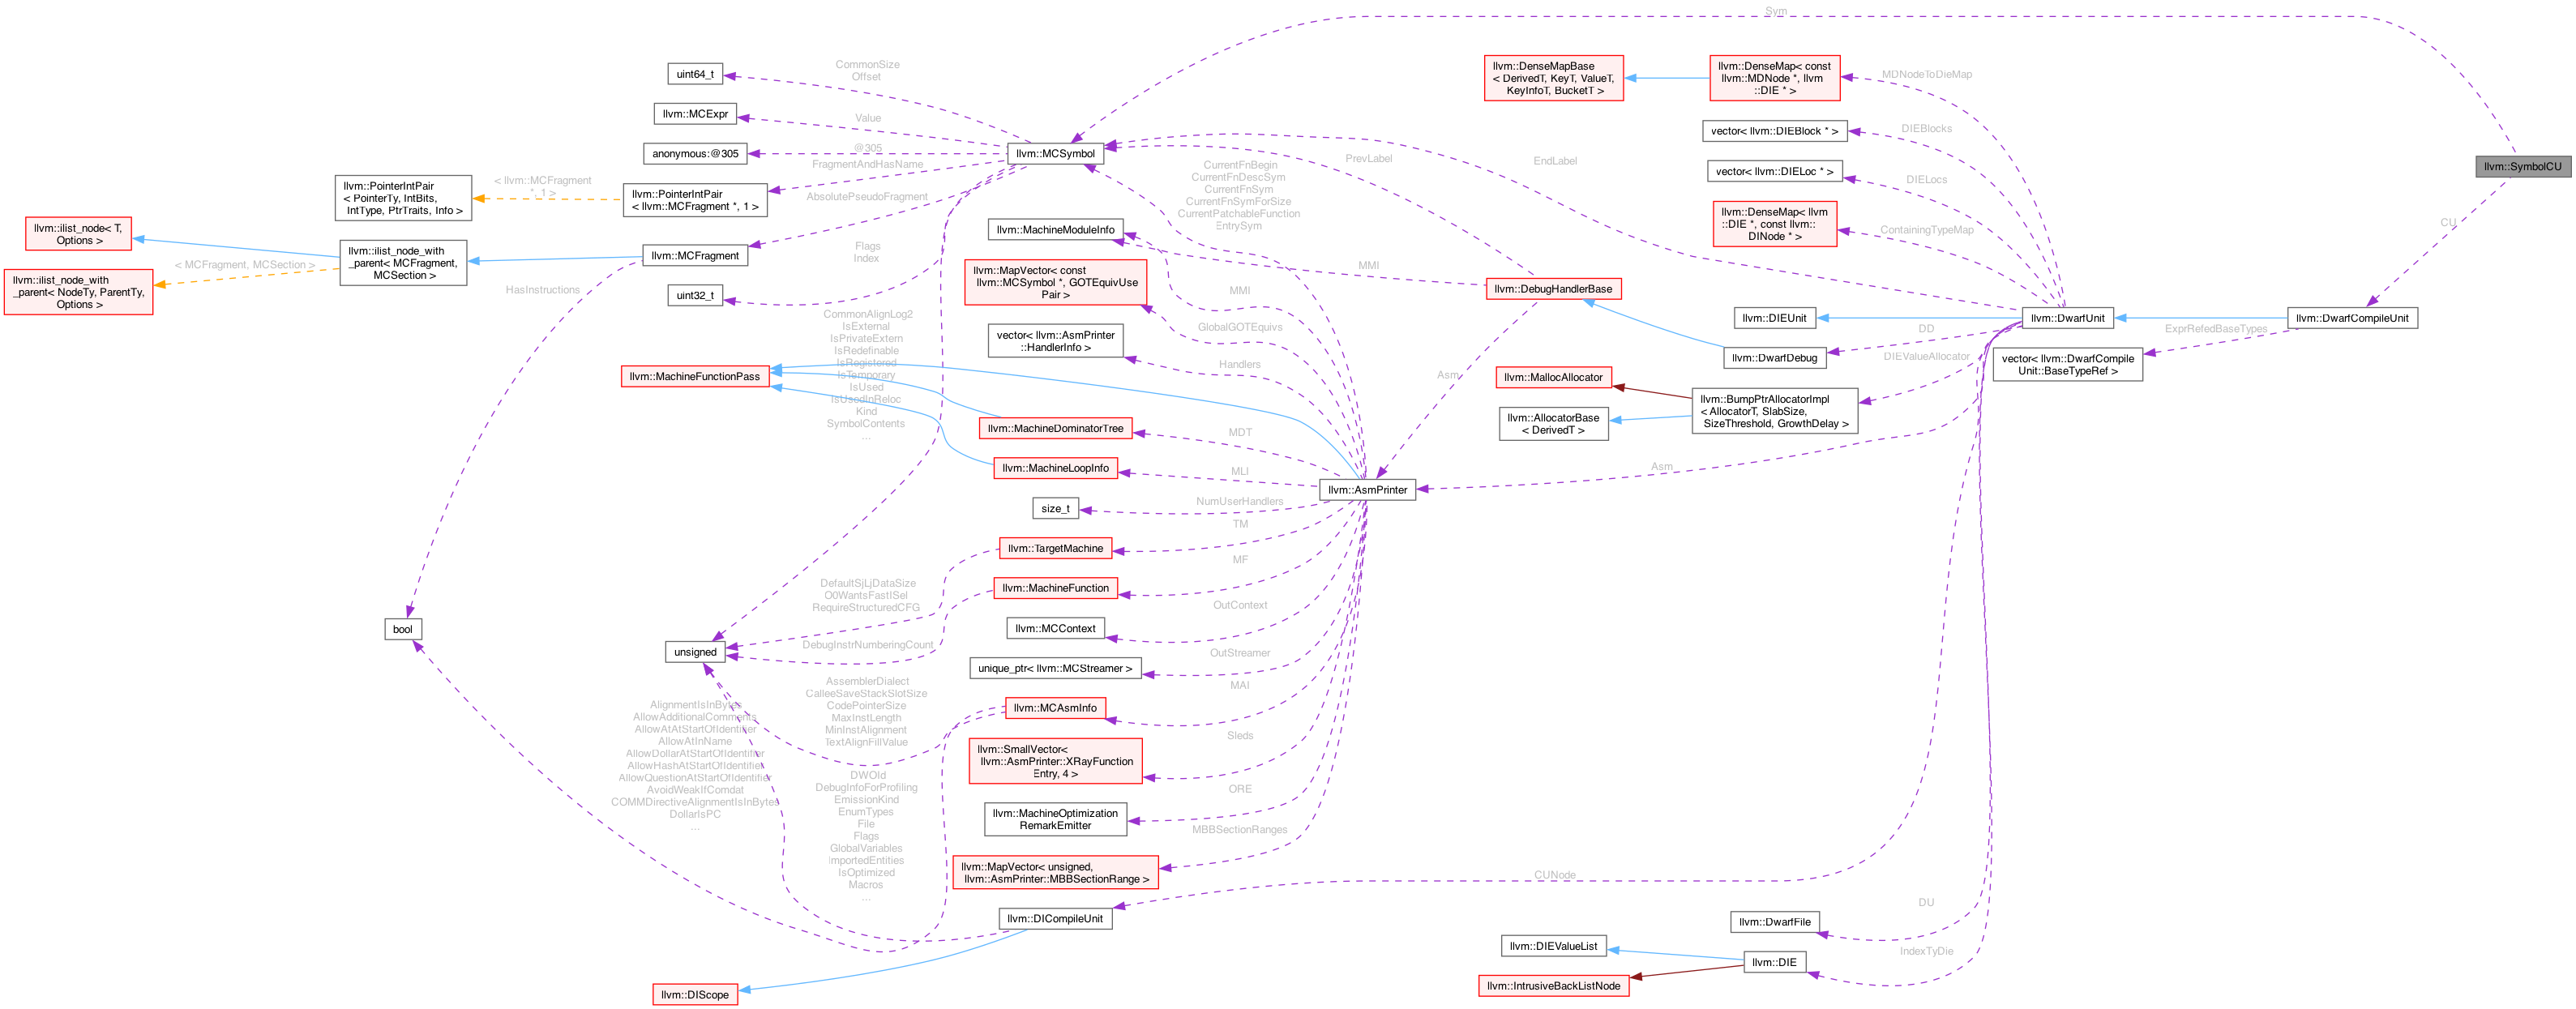 Sym
uint64_t
CommonSize
Offset
llvm::DenseMapBase
< DerivedT, KeyT, ValueT,
KeyInfoT, BucketT >
llvm::DenseMap< const
llvm::MDNode *, llvm
::DIE * >
MDNodeToDieMap
llvm::MCExpr
Value
vector< llvm::DIEBlock * >
DIEBlocks
anonymous:@305
@305
llvm::MCSymbol
PrevLabel
EndLabel
llvm::SymbolCU
FragmentAndHasName
llvm::PointerIntPair
< PointerTy, IntBits,
IntType, PtrTraits, Info >
< llvm::MCFragment
*, 1 >
llvm::PointerIntPair
< llvm::MCFragment *, 1 >
AbsolutePseudoFragment
CurrentFnBegin
CurrentFnDescSym
CurrentFnSym
CurrentFnSymForSize
CurrentPatchableFunction
EntrySym
vector< llvm::DIELoc * >
DIELocs
llvm::DenseMap< llvm
::DIE *, const llvm::
DINode * >
ContainingTypeMap
CU
llvm::ilist_node< T,
Options >
llvm::ilist_node_with
_parent< MCFragment,
MCSection >
< MCFragment, MCSection >
llvm::ilist_node_with
_parent< NodeTy, ParentTy,
Options >
llvm::MCFragment
HasInstructions
Flags
Index
uint32_t
llvm::MachineModuleInfo
MMI
MMI
llvm::MapVector< const
llvm::MCSymbol *, GOTEquivUse
Pair >
GlobalGOTEquivs
llvm::DebugHandlerBase
vector< llvm::AsmPrinter
::HandlerInfo >
Handlers
llvm::DIEUnit
llvm::DwarfUnit
llvm::DwarfCompileUnit
DD
ExprRefedBaseTypes
llvm::DwarfDebug
DIEValueAllocator
vector< llvm::DwarfCompile
Unit::BaseTypeRef >
CommonAlignLog2
IsExternal
IsPrivateExtern
IsRedefinable
IsRegistered
IsTemporary
IsUsed
IsUsedInReloc
Kind
SymbolContents
...
llvm::MachineFunctionPass
Asm
llvm::MallocAllocator
llvm::AllocatorBase
< DerivedT >
llvm::BumpPtrAllocatorImpl
< AllocatorT, SlabSize,
SizeThreshold, GrowthDelay >
llvm::MachineDominatorTree
MDT
llvm::MachineLoopInfo
MLI
Asm
llvm::AsmPrinter
size_t
NumUserHandlers
llvm::TargetMachine
TM
DefaultSjLjDataSize
O0WantsFastISel
RequireStructuredCFG
llvm::MachineFunction
MF
OutContext
llvm::MCContext
bool
unsigned
DebugInstrNumberingCount
OutStreamer
unique_ptr< llvm::MCStreamer >
AssemblerDialect
CalleeSaveStackSlotSize
CodePointerSize
MaxInstLength
MinInstAlignment
TextAlignFillValue
MAI
llvm::MCAsmInfo
AlignmentIsInBytes
AllowAdditionalComments
AllowAtAtStartOfIdentifier
AllowAtInName
AllowDollarAtStartOfIdentifier
AllowHashAtStartOfIdentifier
AllowQuestionAtStartOfIdentifier
AvoidWeakIfComdat
COMMDirectiveAlignmentIsInBytes
DollarIsPC
...
Sleds
llvm::SmallVector<
llvm::AsmPrinter::XRayFunction
Entry, 4 >
DWOId
DebugInfoForProfiling
EmissionKind
EnumTypes
File
Flags
GlobalVariables
ImportedEntities
IsOptimized
Macros
...
ORE
llvm::MachineOptimization
RemarkEmitter
MBBSectionRanges
llvm::MapVector< unsigned,
llvm::AsmPrinter::MBBSectionRange >
CUNode
llvm::DICompileUnit
DU
llvm::DwarfFile
llvm::DIEValueList
IndexTyDie
llvm::DIE
llvm::IntrusiveBackListNode
llvm::DIScope